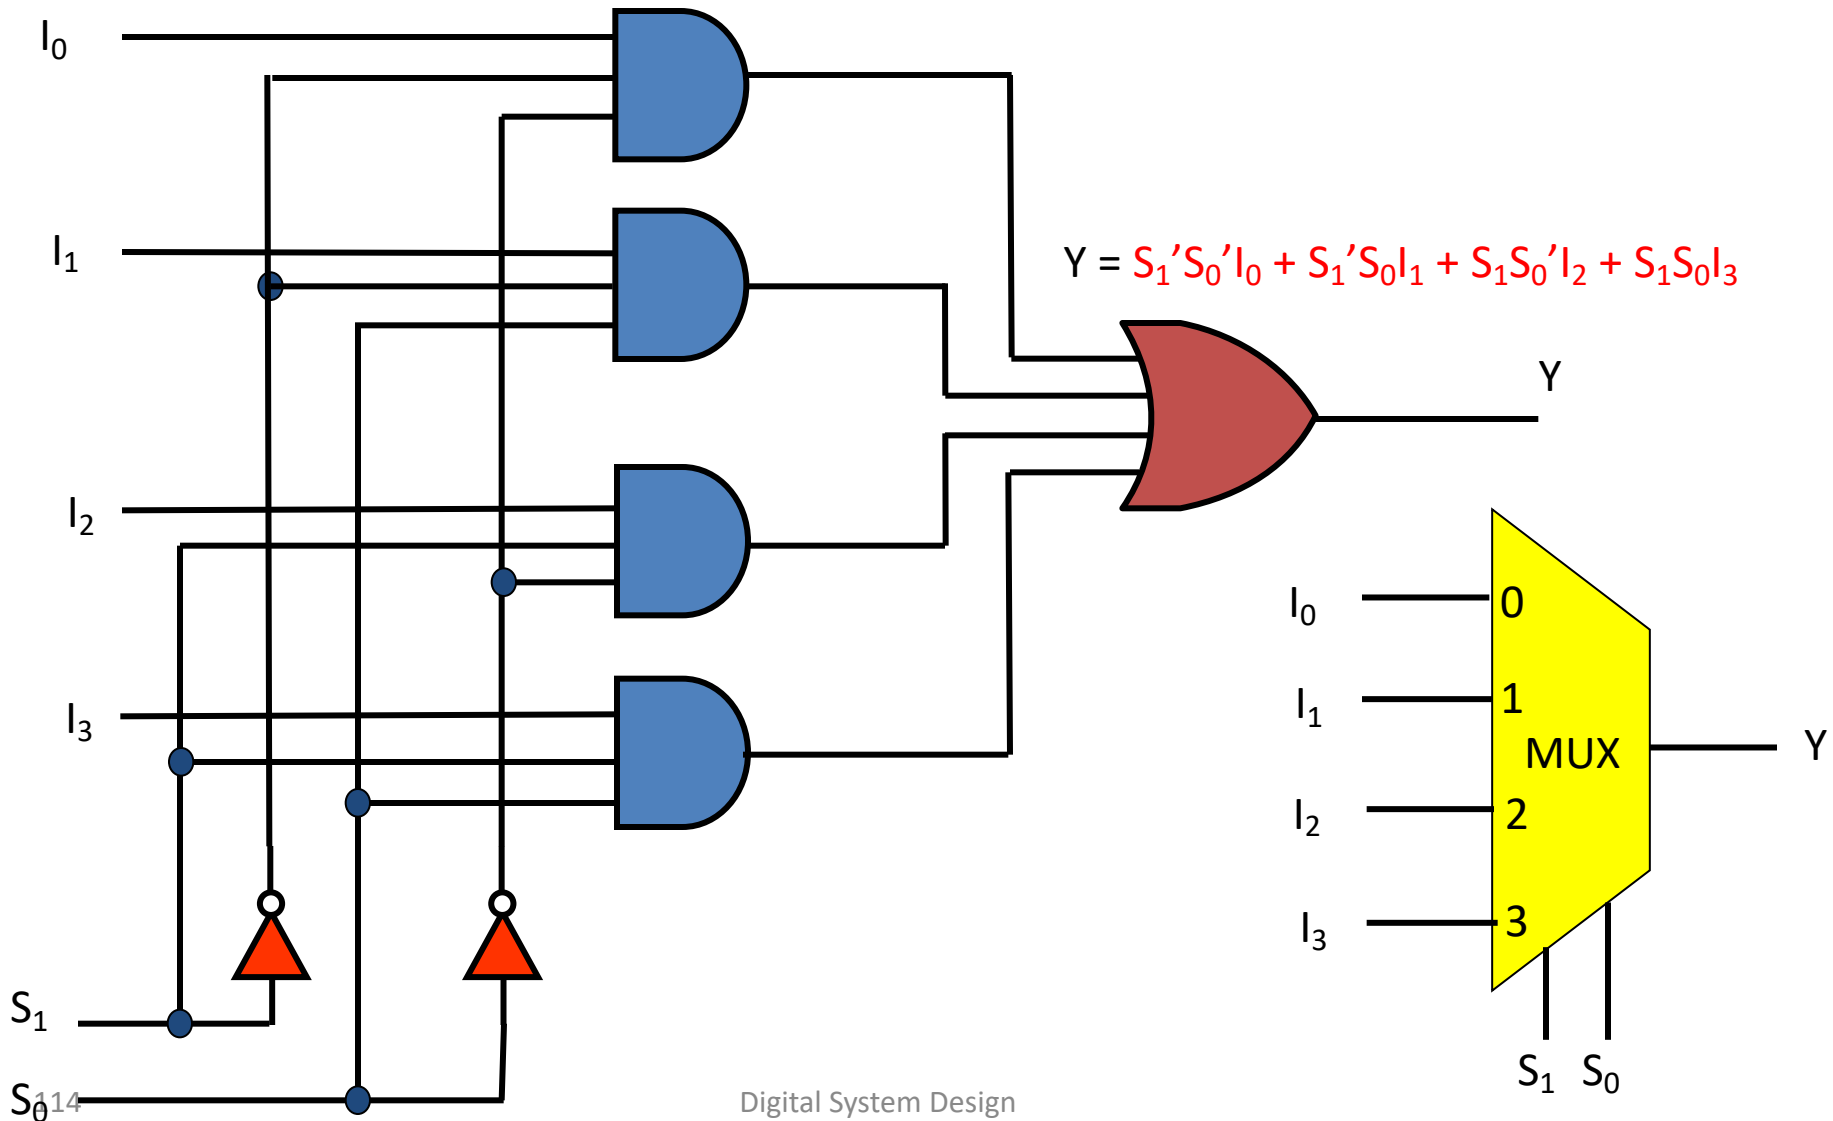 I₀
I₁
Y = S₁’S₀’I₀ + S₁’S₀I₁ + S₁S₀’I₂ + S₁S₀I₃
Y
I₂
I₃
I₀
0
I₁
1
MUX
Y
I₂
2
I₃
3
S₁
S₀
S₁ S₀
114
Digital System Design